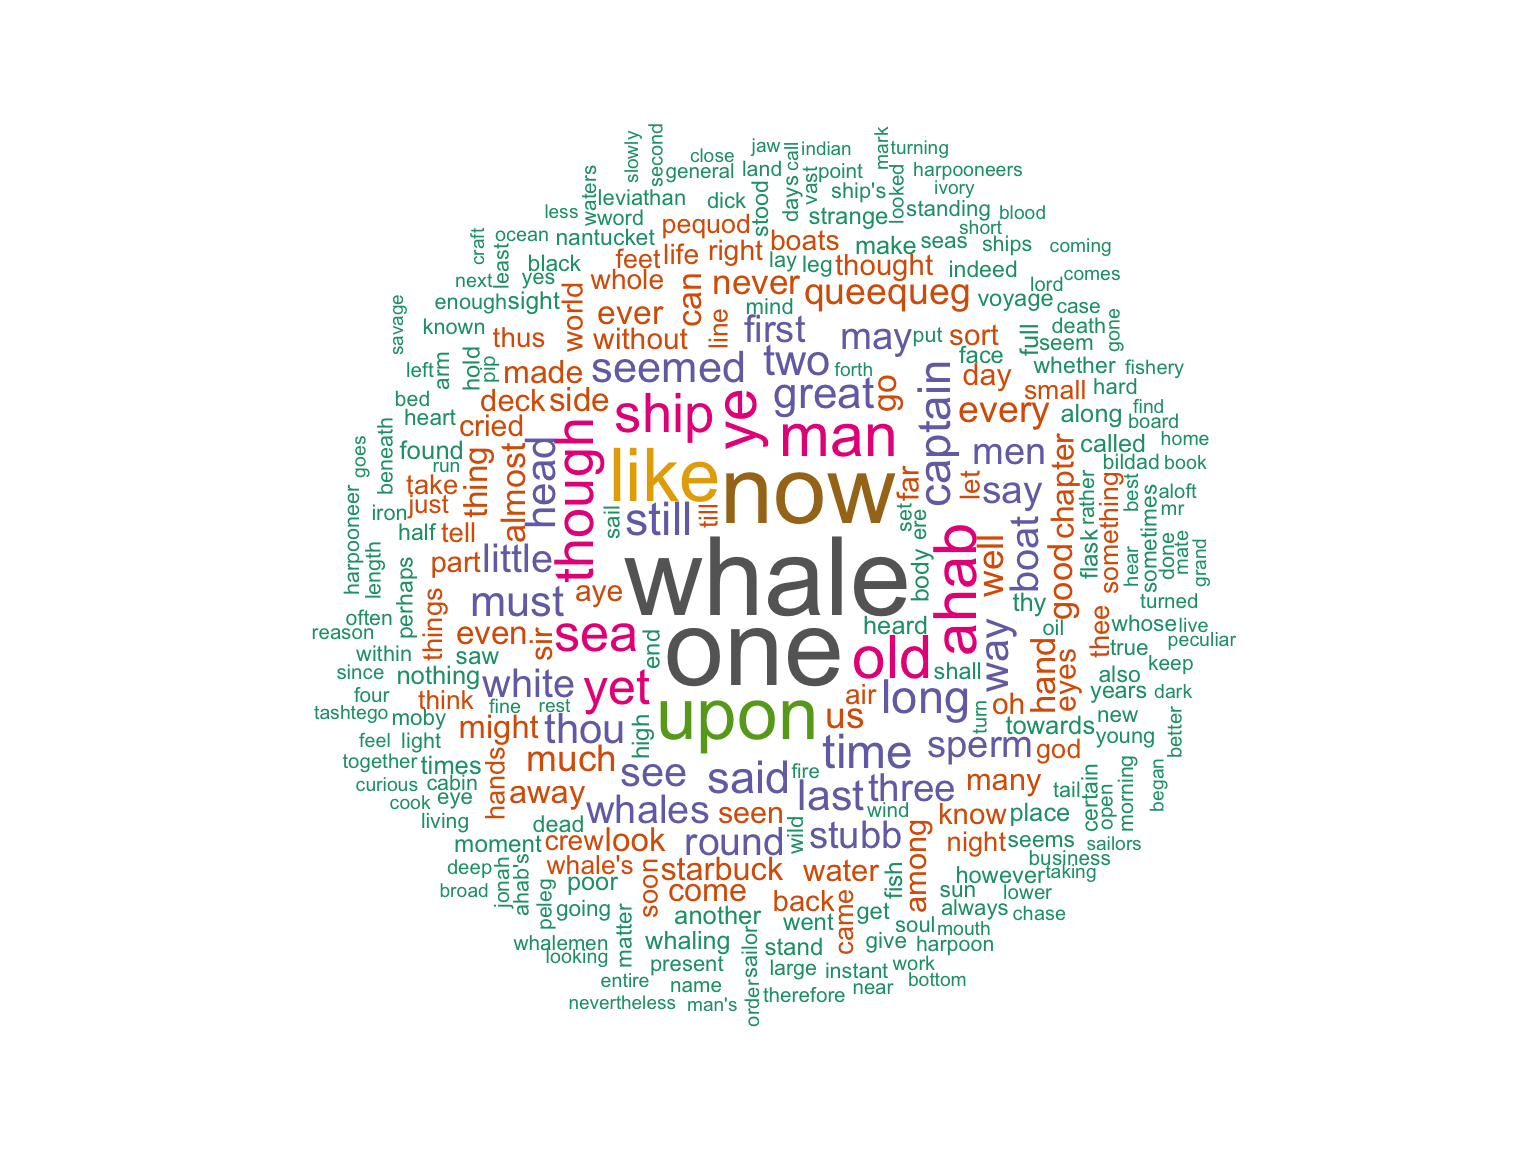 whale
one
now
upon
like
man
ship
ye
though
sea
yet
old
ahab
captain
great
two
seemed
first
may
men
say
boat
way
long
time
sperm
said
see
last
three
whales
round
stubb
thou
white
must
little
head
still
queequeg
never
can
ever
without
line
world
whole
feet
life
right
pequod
boats
thought
thus
made
side
deck
cried
almost
thing
take
just
tell
part
aye
till
things
even
sir
think
might
much
away
hands
seen
crew
look
whale's
soon
starbuck
come
back
water
came
among
night
know
many
god
us
air
oh
hand
eyes
thee
good
chapter
something
well
let
far
go
every
day
small
sort
slowly
second
close
general
jaw
land
call
indian
mark
turning
harpooneers
ivory
looked
point
vast
days
ship's
standing
blood
short
strange
stood
dick
leviathan
waters
word
less
nantucket
ocean
craft
least
black
yes
next
enough
sight
known
savage
left
arm
hold
pip
bed
heart
found
run
goes
beneath
iron
half
harpooneer
length
perhaps
often
reason
within
saw
since
nothing
four
tashtego
moby
fine
rest
feel
light
together
times
curious
cabin
cook
eye
living
dead
moment
deep
broad
jonah
ahab's
peleg
poor
going
another
whalemen
looking
matter
whaling
present
entire
name
nevertheless
man's
order
sailor
stand
went
large
therefore
instant
near
work
bottom
give
harpoon
get
soul
mouth
always
chase
sun
lower
however
taking
fish
business
seems
sailors
place
wind
wild
fire
high
end
sail
tail
certain
open
morning
began
better
young
new
towards
turn
years
dark
also
keep
true
peculiar
whose
live
oil
thy
shall
heard
body
ere
set
turned
grand
mate
done
sometimes
hear
flask
rather
best
mr
aloft
book
bildad
home
called
board
find
along
hard
fishery
whether
seem
gone
death
full
case
lord
comes
coming
voyage
indeed
ships
seas
make
leg
lay
mind
put
forth
face